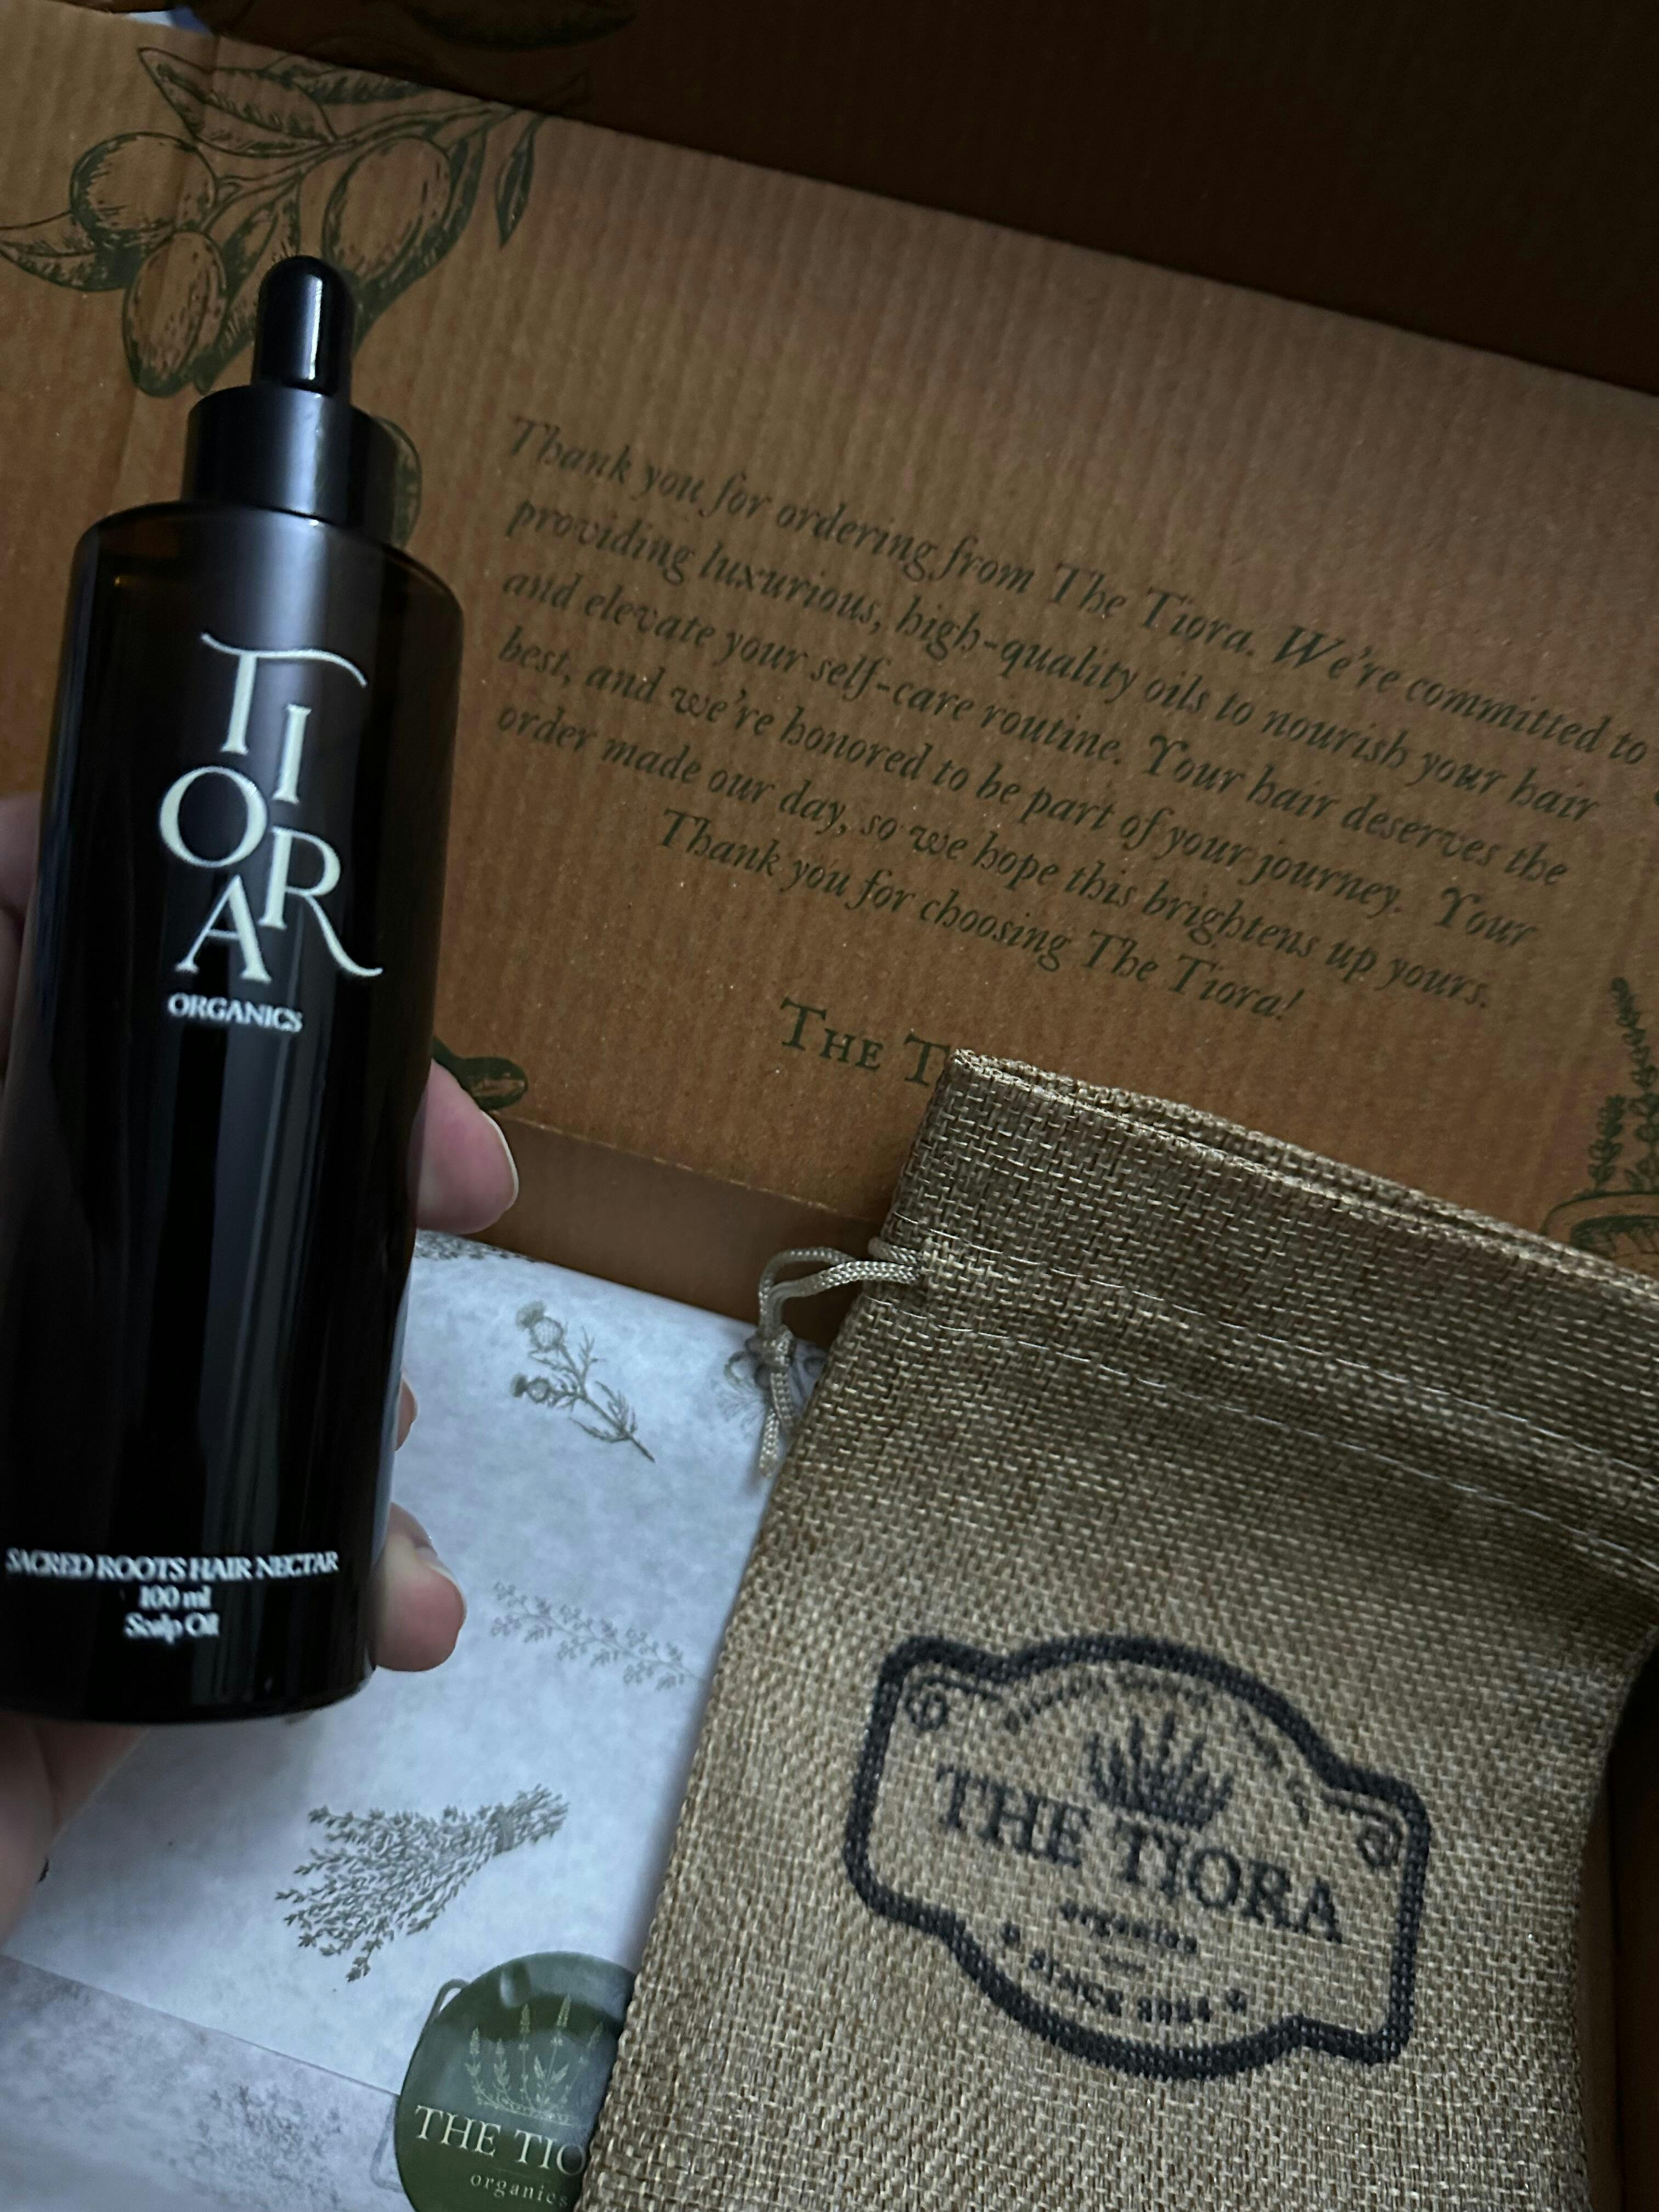 Thank you for ordering from The Tiora. We're committed to
providing luxurious, high-quality oils to nourish your hair
and elevate your self-care routine. Your hair deserves the
best, and we're honored to be part of your journey. Your
order made our day, so we hope this brightens up yours.
Thank you for choosing The Tiora!
THE T
TIORA
ORGANICS
SACRED ROOTS HAIR NECTAR
100 ml
Scalp Oil
THE TIORA
organics
THE TIO
organics